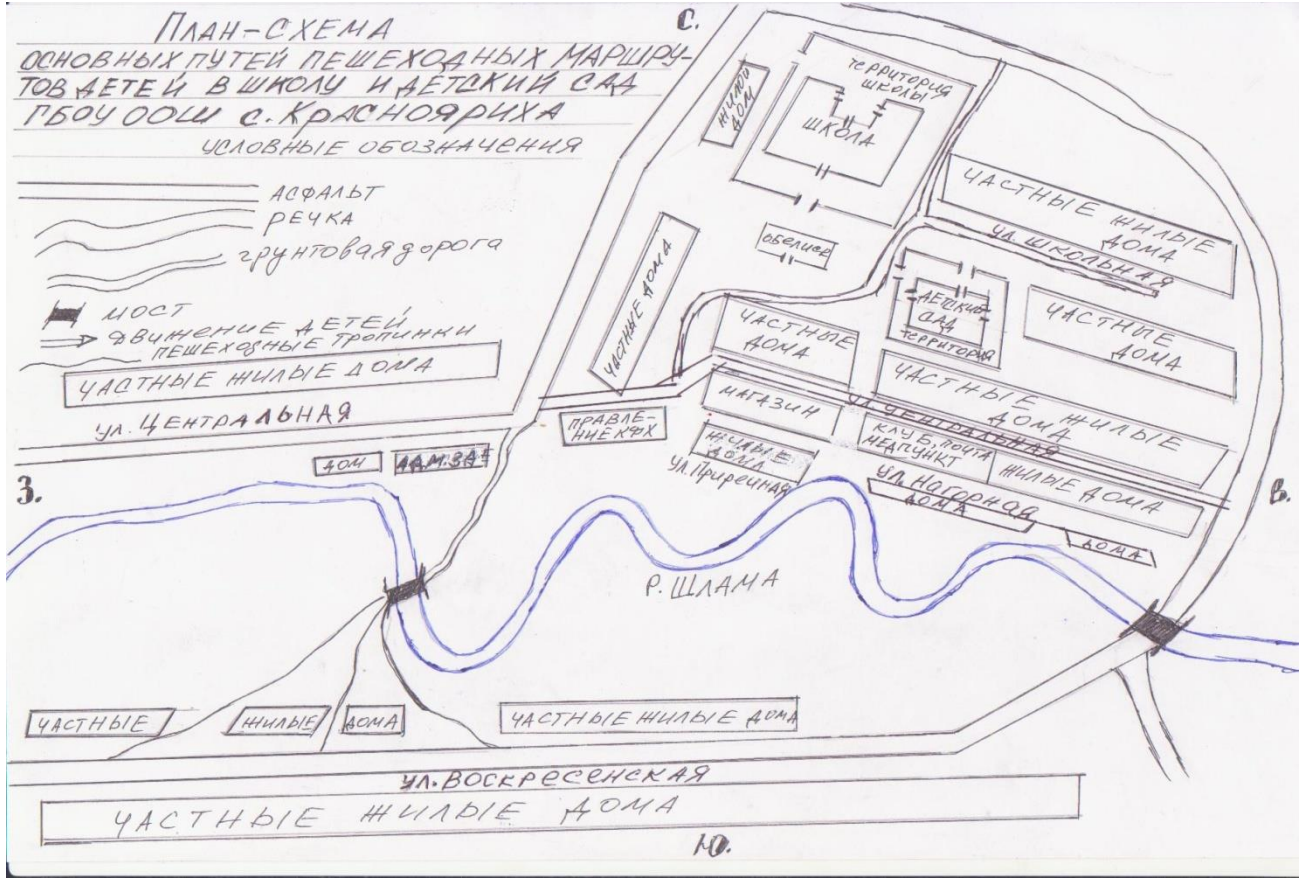 ПЛАН-СХЕМА
ОСНОВНЫХ ПУТЕЙ ПЕШЕХОДНЫХ МАРШРУ-
ТОВ ДЕТЕЙ В ШКОЛУ И ДЕТСКИЙ САД
ГБОУ ООШ с. КРАСНОЯРИХА
УСЛОВНЫЕ ОБОЗНАЧЕНИЯ
АСФАЛЬТ
РЕЧКА
грунтовая дорога
МОСТ
ДВИЖЕНИЕ ДЕТЕЙ
ПЕШЕХОДНЫЕ ТРОПИНКИ
ЧАСТНЫЕ ЖИЛЫЕ ДОМА
ул. ЦЕНТРАЛЬНАЯ
ДОМ
АДМ.ЗД
З.
С.
ЖИЛОЙ
ДОМ
ТЕРРИТОРИЯ
ШКОЛЫ
ШКОЛА
ОБЕЛИСК
ЧАСТНЫЕ ДОМА
ЧАСТНЫЕ ЖИЛЫЕ
ДОМА
УЛ. ШКОЛЬНАЯ
ДЕТСКИЙ
САД
ТЕРРИТОРИЯ
ЧАСТНЫЕ
ДОМА
ЧАСТНЫЕ
ДОМА
ЧАСТНЫЕ ЖИЛЫЕ
ДОМА
ПРАВЛЕ-
НИЕ КФХ
МАГАЗИН
УЛ. ЦЕНТРАЛЬНАЯ
ЖИЛЫЕ
ДОМА
ул. Приречная
КЛУБ, ПОЧТА
МЕДПУНКТ
ЖИЛЫЕ ДОМА
УЛ. НАГОРНАЯ
ДОМА
ДОМА
В.
Р. ШЛАМА
ЧАСТНЫЕ
ЖИЛЫЕ
ДОМА
ЧАСТНЫЕ ЖИЛЫЕ ДОМА
ул. ВОСКРЕСЕНСКАЯ
ЧАСТНЫЕ ЖИЛЫЕ ДОМА
Ю.